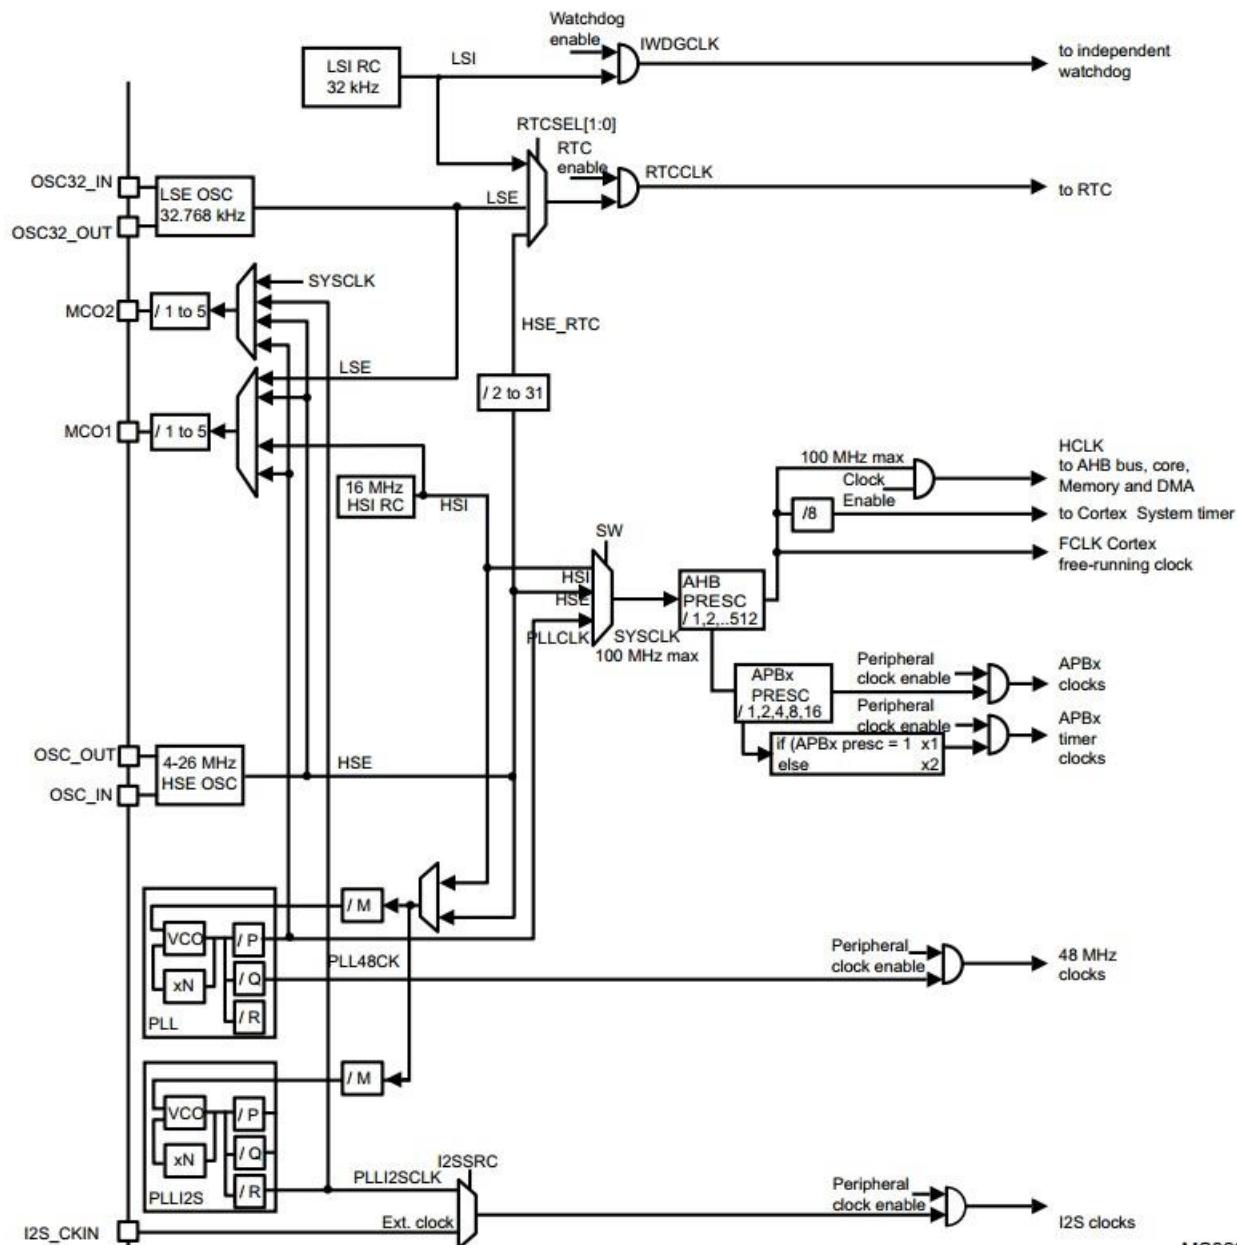 Watchdog
enable
IWDGCLK
to independent
watchdog
LSI RC
32 kHz
LSI
RTCSEL[1:0]
RTC
enable
RTCCLK
to RTC
OSC32_IN
LSE OSC
32.768 kHz
LSE
OSC32_OUT
SYSCLK
MCO2
/ 1 to 5
HSE_RTC
LSE
/ 2 to 31
MCO1
/ 1 to 5
16 MHz
HSI RC
HSI
100 MHz max
Clock
Enable
HCLK
to AHB bus, core,
Memory and DMA
/8
to Cortex System timer
FCLK Cortex
free-running clock
SW
HSI
HSE
PLLCLK
SYSCLK
100 MHz max
AHB
PRESC
/ 1,2,..512
APBx
PRESC
/ 1,2,4,8,16
Peripheral
clock enable
APBx
clocks
Peripheral
clock enable
APBx
timer
clocks
if (APBx presc = 1 x1
else x2
OSC_OUT
4-26 MHz
HSE OSC
HSE
OSC_IN
/ M
VCO
/ P
xN
/ Q
/ R
PLL
PLL48CK
Peripheral
clock enable
48 MHz
clocks
/ M
VCO
/ P
xN
/ Q
/ R
PLLI2S
PLLI2SCLK
I2SSRC
Ext. clock
I2S_CKIN
Peripheral
clock enable
I2S clocks